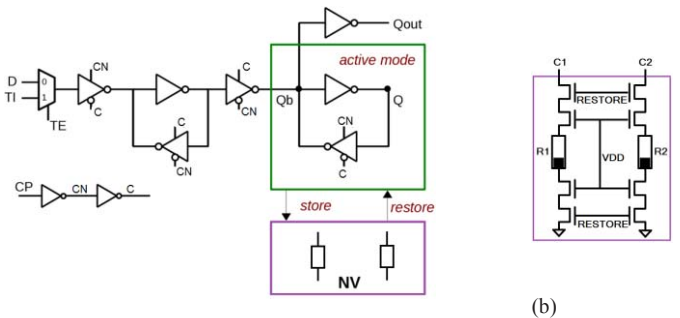 Qout
active mode
D
0
TI
1
TE
CN
C
C
CN
C
CN
Qb
Q
CN
C
CP
CN
C
store
restore
NV
C1
C2
RESTORE
R1
R2
VDD
RESTORE
(b)